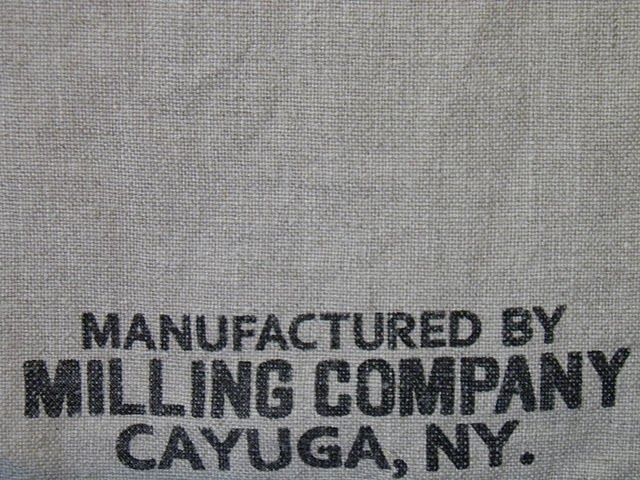 MANUFACTURED BY
MILLING COMPANY
CAYUGA, NY.